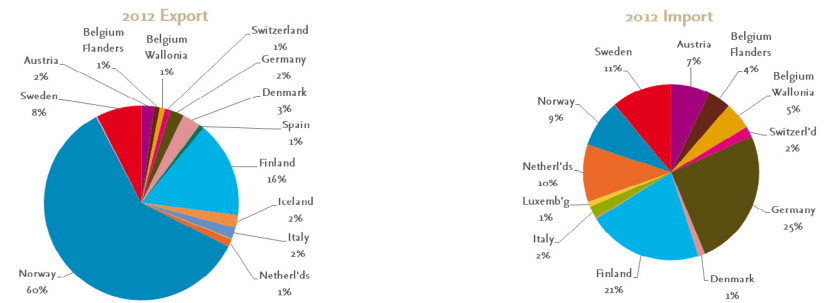 2012 Export
Switzerland
1%
Belgium
Flanders
1%
Belgium
Wallonia
1%
Germany
2%
Austria
2%
Denmark
3%
Sweden
8%
Spain
1%
Finland
16%
Iceland
2%
Italy
2%
Netherl'ds
1%
Norway
60%
2012 Import
Sweden
11%
Austria
7%
Belgium
Flanders
4%
Belgium
Wallonia
5%
Norway
9%
Switzerl'd
2%
Netherl'ds
10%
Luxemb'g
1%
Germany
25%
Italy
2%
Finland
21%
Denmark
1%